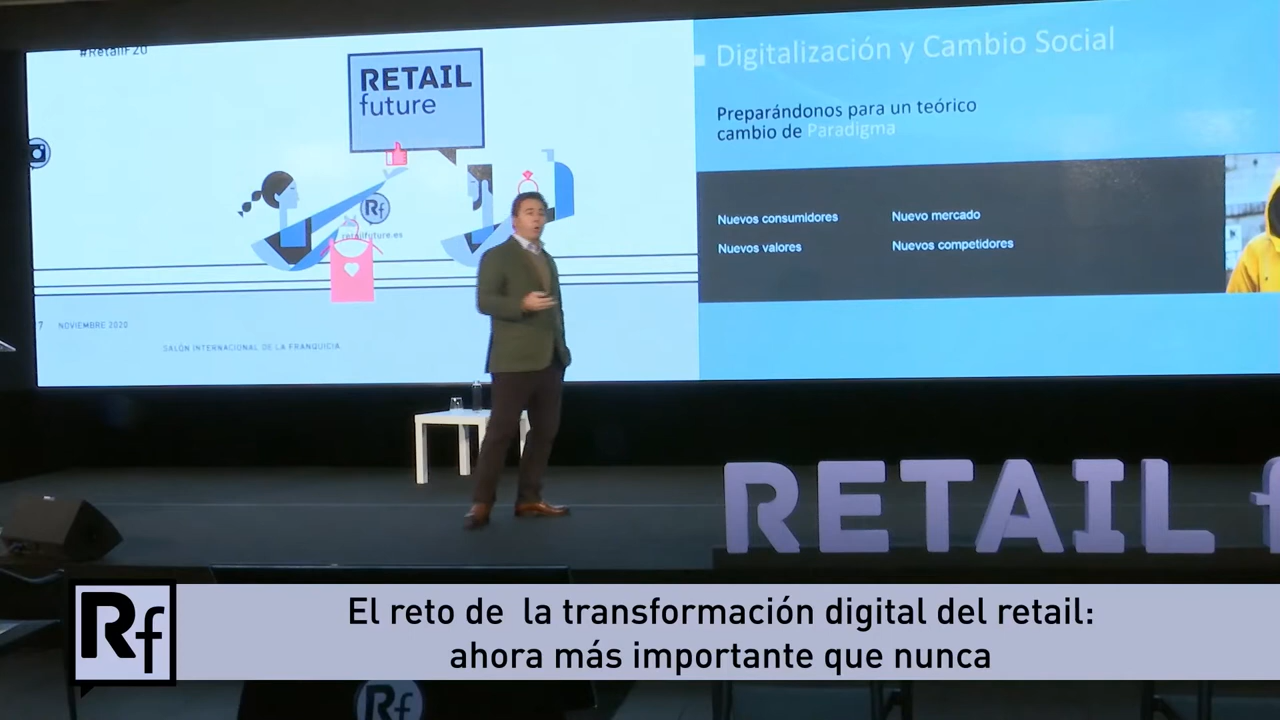 #RetailF20
RETAIL
future
Rf
retailfuture.es
7 NOVIEMBRE 2020
SALÓN INTERNACIONAL DE LA FRANQUICIA
Digitalización y Cambio Social
Preparándonos para un teórico
cambio de Paradigma
Nuevos consumidores Nuevo mercado
Nuevos valores Nuevos competidores
RETAIL f
Rf
El reto de la transformación digital del retail:
ahora más importante que nunca
Rf